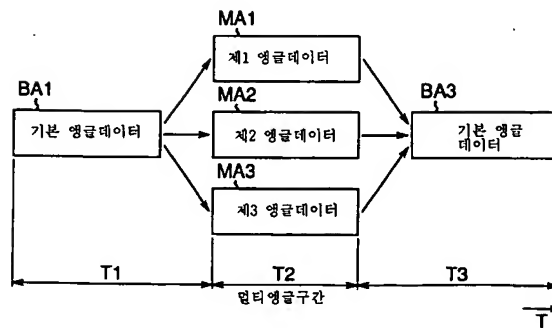 MA1
제1 앵글데이터
BA1
기본 앵글데이터
MA2
제2 앵글데이터
BA3
기본 앵글
데이터
MA3
제3 앵글데이터
T1
T2
T3
멀티앵글구간
T